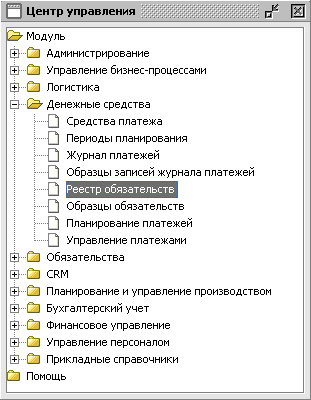 Центр управления
Модуль
Администрирование
Управление бизнес-процессами
Логистика
Денежные средства
Средства платежа
Периоды планирования
Журнал платежей
Образцы записей журнала платежей
Реестр обязательств
Образцы обязательств
Планирование платежей
Управление платежами
Обязательства
CRM
Планирование и управление производством
Бухгалтерский учет
Финансовое управление
Управление персоналом
Прикладные справочники
Помощь